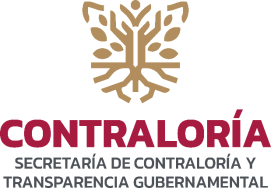 CONTRALORÍA
SECRETARÍA DE CONTRALORÍA Y
TRANSPARENCIA GUBERNAMENTAL